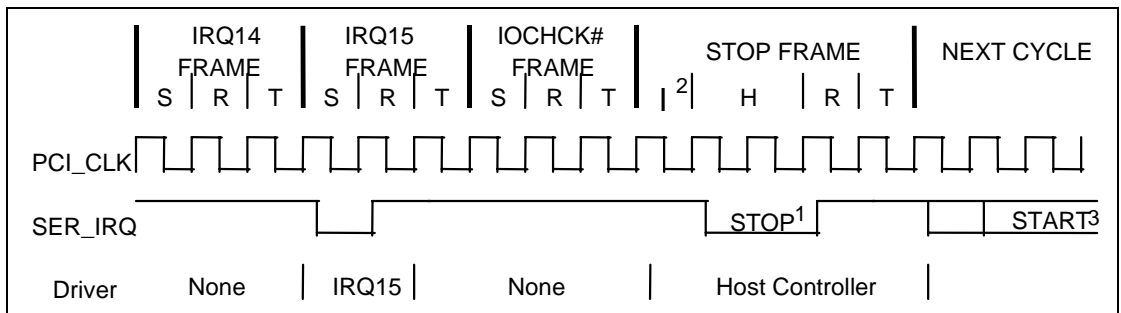 IRQ14 IRQ15 IOCHCK#
FRAME FRAME FRAME STOP FRAME NEXT CYCLE
S R T S R T S R T I 2 H R T
PCI_CLK
SER_IRQ STOP1 START3
Driver None IRQ15 None Host Controller